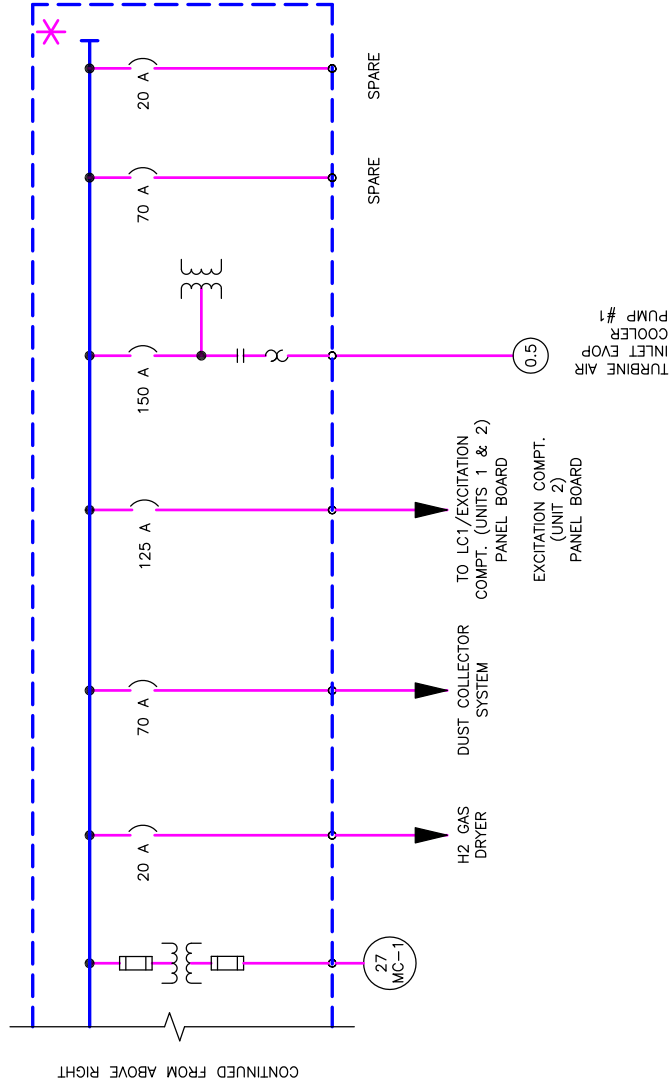 20 A
SPARE
70 A
SPARE
150 A
0.5
TURBINE AIR
INLET EVOP
COOLER
PUMP #1
125 A
TO LC1/EXCITATION
COMPT. (UNITS 1 & 2)
PANEL BOARD
EXCITATION COMPT.
(UNIT 2)
PANEL BOARD
70 A
DUST COLLECTOR
SYSTEM
20 A
H2 GAS
DRYER
27
MC-1
CONTINUED FROM ABOVE RIGHT